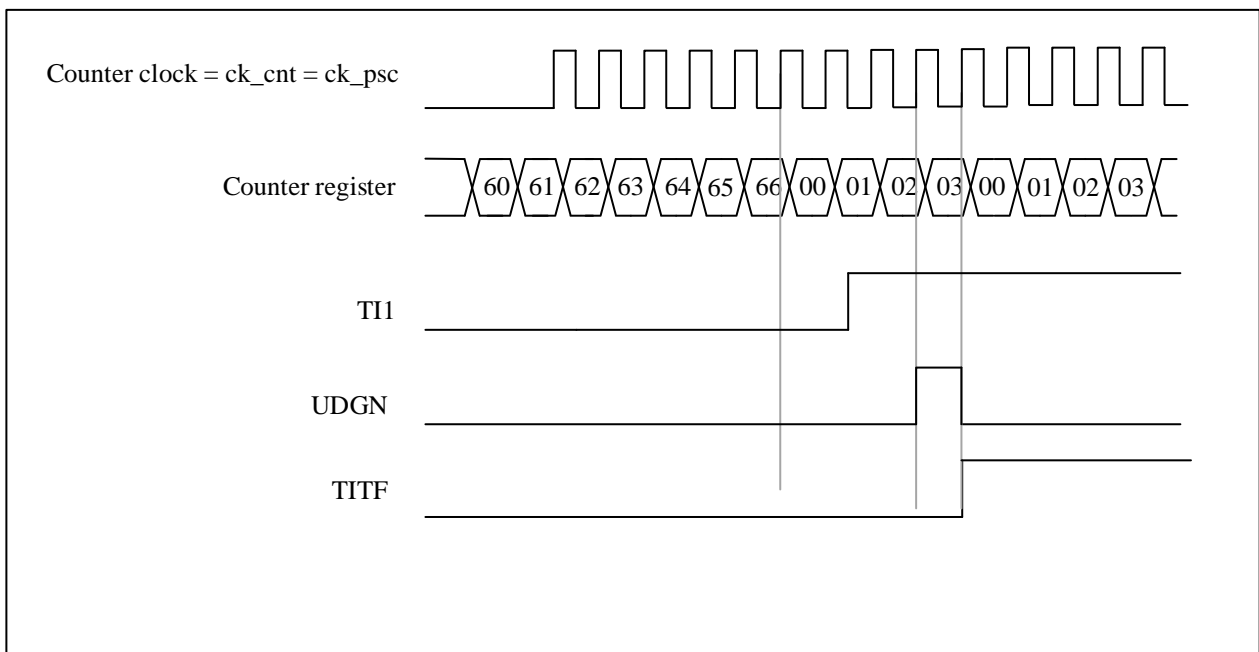 Counter clock = ck_cnt = ck_psc
Counter register
60 61 62 63 64 65 66 00 01 02 03 00 01 02 03
TI1
UDGN
TITF